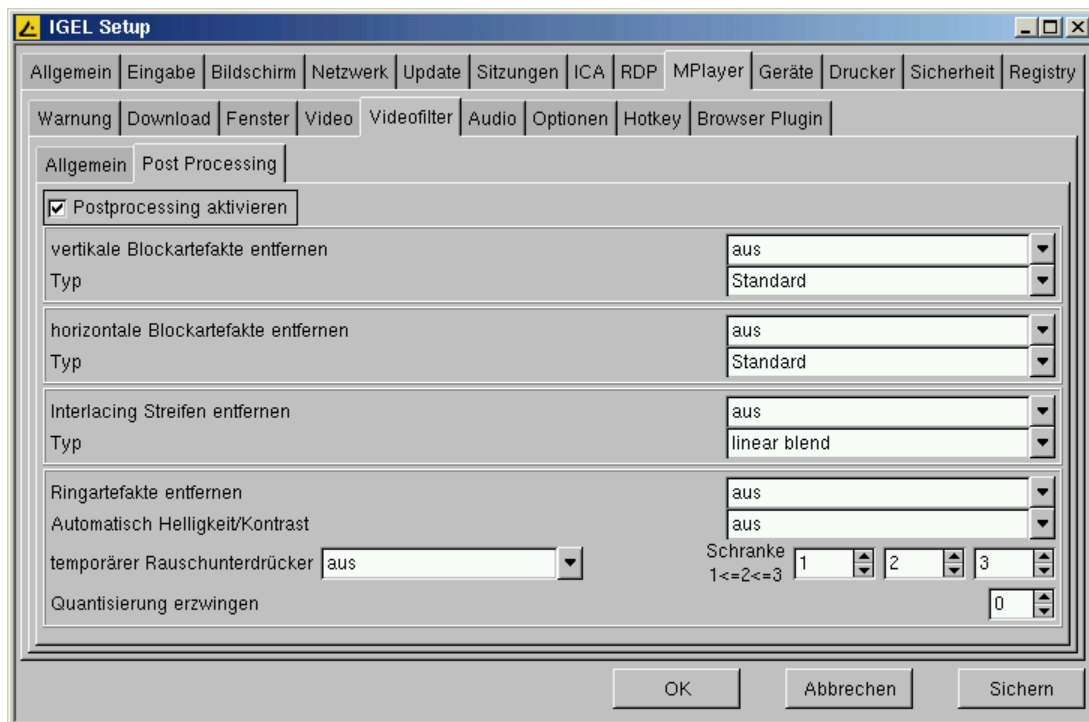 IGEL Setup
Allgemein Eingabe Bildschirm Netzwerk Update Sitzungen ICA RDP MPlayer Geräte Drucker Sicherheit Registry
Warnung Download Fenster Video Videofilter Audio Optionen Hotkey Browser Plugin
Allgemein Post Processing
Postprocessing aktivieren
vertikale Blockartefakte entfernen aus
Typ Standard
horizontale Blockartefakte entfernen aus
Typ Standard
Interlacing Streifen entfernen aus
Typ linear blend
Ringartefakte entfernen aus
Automatisch Helligkeit/Kontrast aus
temporärer Rauschunterdrücker aus Schranke 1 2 3
1<=2<=3
Quantisierung erzwingen 0
OK Abbrechen Sichern